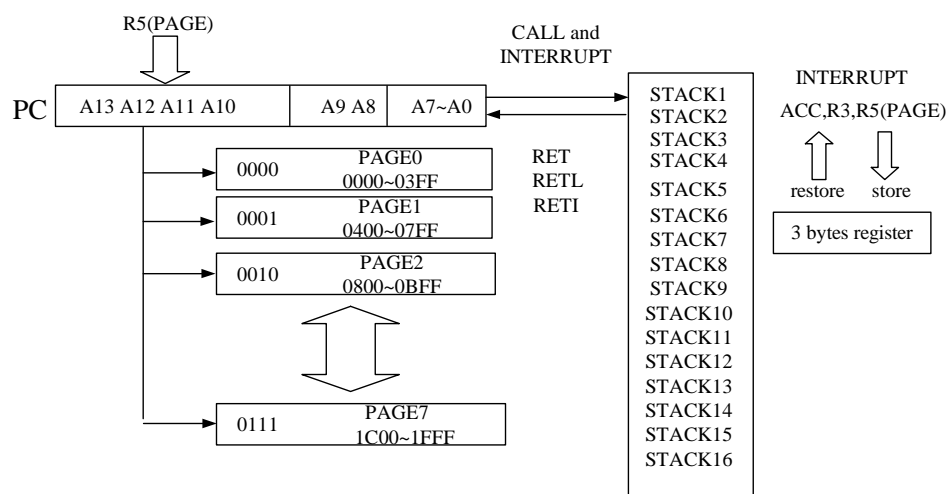 R5(PAGE)
PC
A13 A12 A11 A10
A9 A8
A7~A0
CALL and
INTERRUPT
0000
PAGE0
0000~03FF
0001
PAGE1
0400~07FF
0010
PAGE2
0800~0BFF
0111
PAGE7
1C00~1FFF
RET
RETL
RETI
STACK1
STACK2
STACK3
STACK4
STACK5
STACK6
STACK7
STACK8
STACK9
STACK10
STACK11
STACK12
STACK13
STACK14
STACK15
STACK16
INTERRUPT
ACC,R3,R5(PAGE)
restore
store
3 bytes register